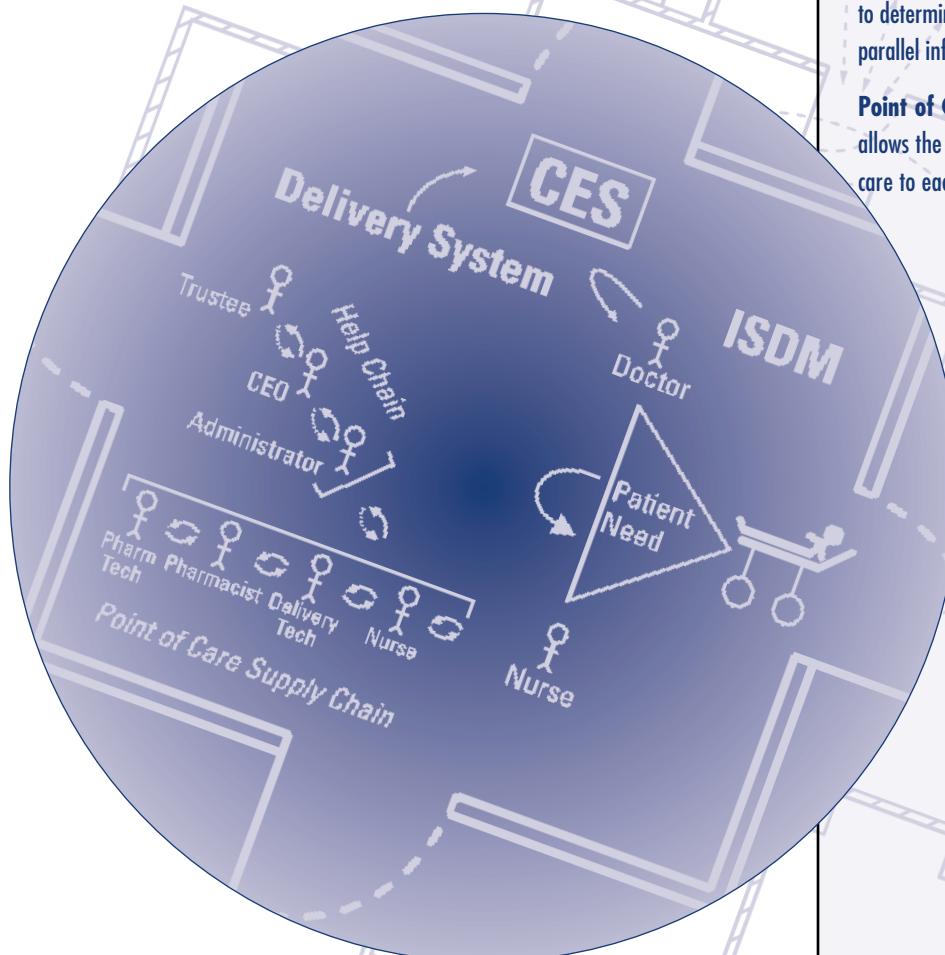 to determin
parallel inf
Point of
allows the
care to ea
CES
Delivery System
ISDM
Trustee
Help Chain
CEO
Doctor
Administrator
Patient
Need
Pharm
Tech
Pharmacist
Delivery
Tech
Nurse
Nurse
Point of Care Supply Chain